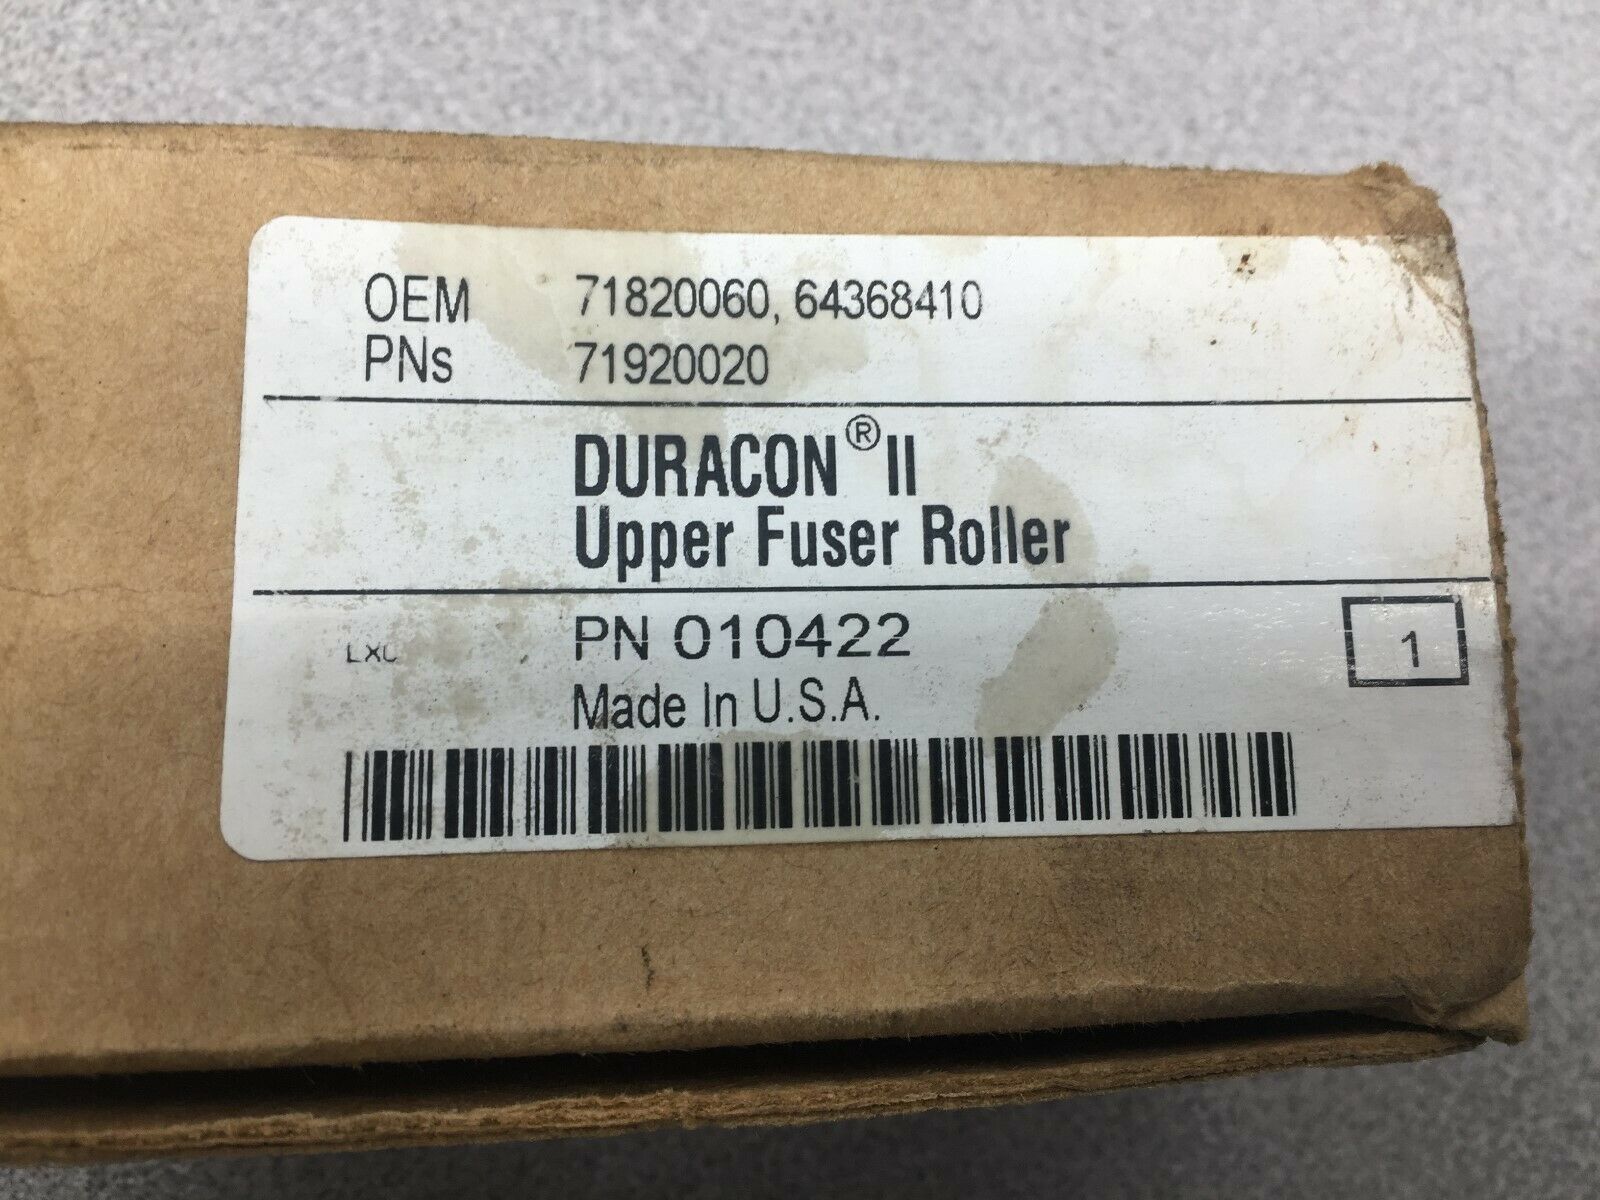 OEM 71820060, 64368410
PNs 71920020
DURACON® II
Upper Fuser Roller
PN 010422
1
Made In U.S.A.